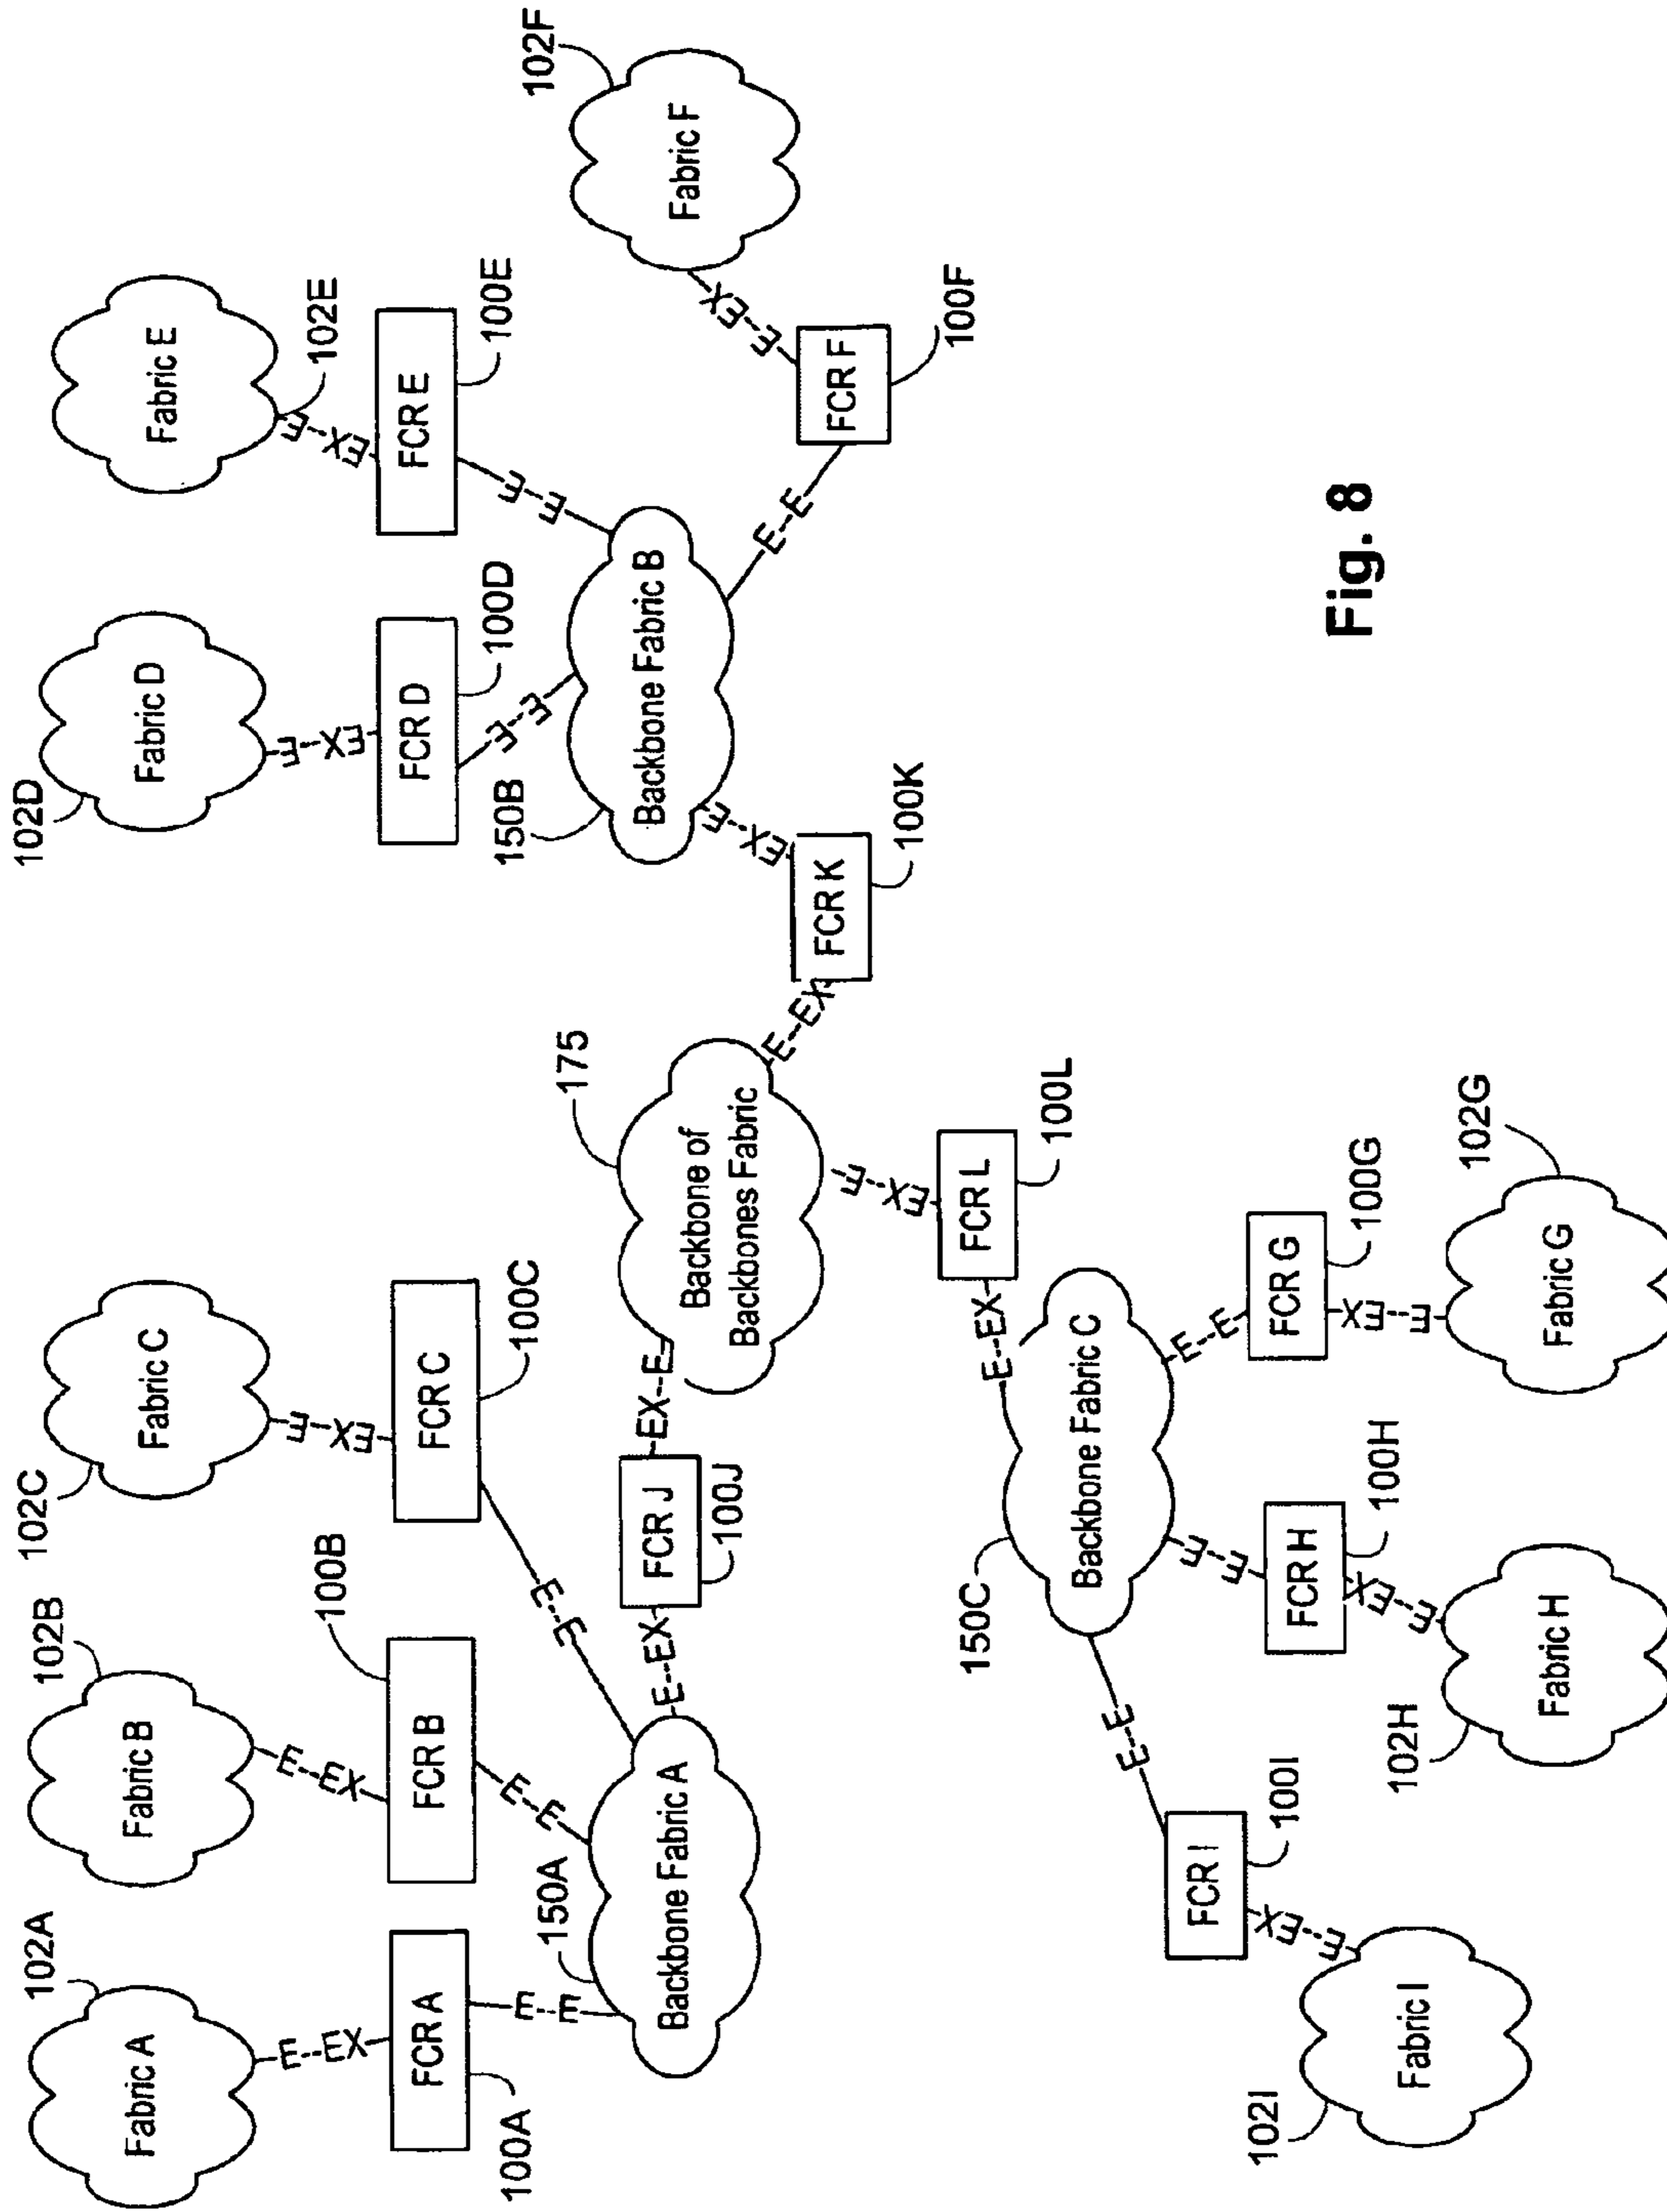 102A
102B
102C
102D
Fabric A
Fabric B
Fabric C
Fabric D
Fabric E
E--EX
E--EX
E--EX
E--EX
E--EX
102E
FCR A
FCR B
FCR C
FCR D
FCR E
100A
100B
100C
100D
100E
102F
E--E
E--E
E--E
E--E
E--E
150A
150B
Backbone Fabric A
Backbone Fabric B
Fabric F
E--EX
FCR J
EX--E
175
Backbone of
Backbones Fabric
EX--E
EX--E
100J
E--EX
FCR K
100K
E--E
FCR F
100F
E--EX
FCR L
100L
E--EX
150C
Backbone Fabric C
E--E
E--E
E--E
FCR I
100I
FCR H
100H
FCR G
100G
EX--E
EX--E
EX--E
102I
Fabric I
102H
Fabric H
102G
Fabric G
Fig. 8